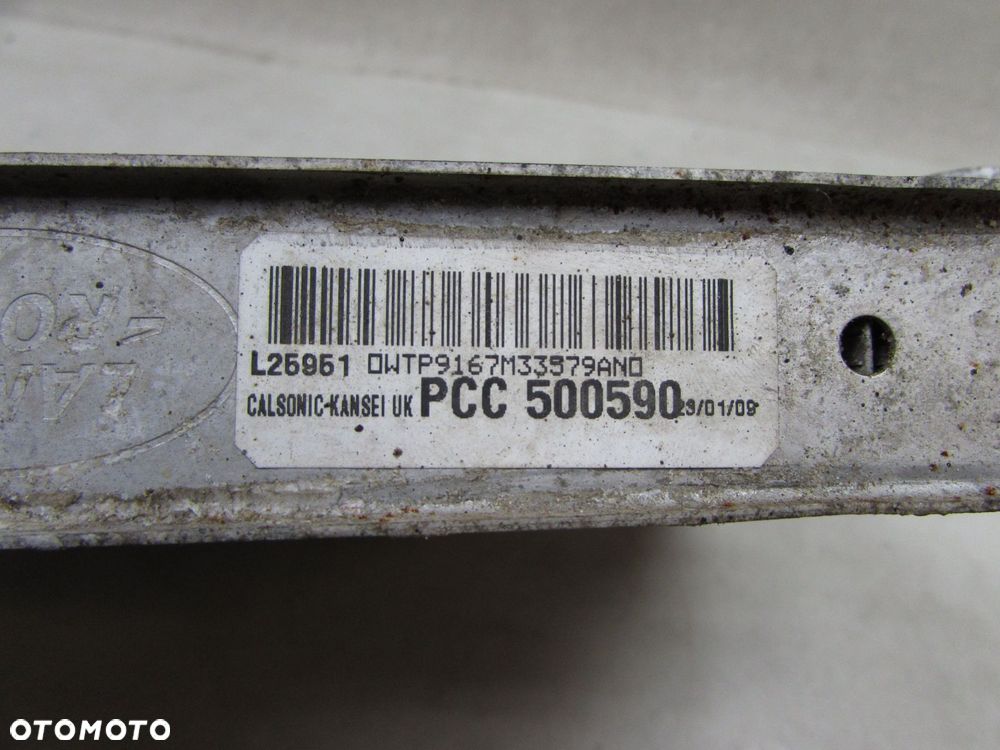 L25951 0WTP9167M33579AN0
CALSONIC-KANSEI UK PCC 500590 23/01/09
OTOMOTO